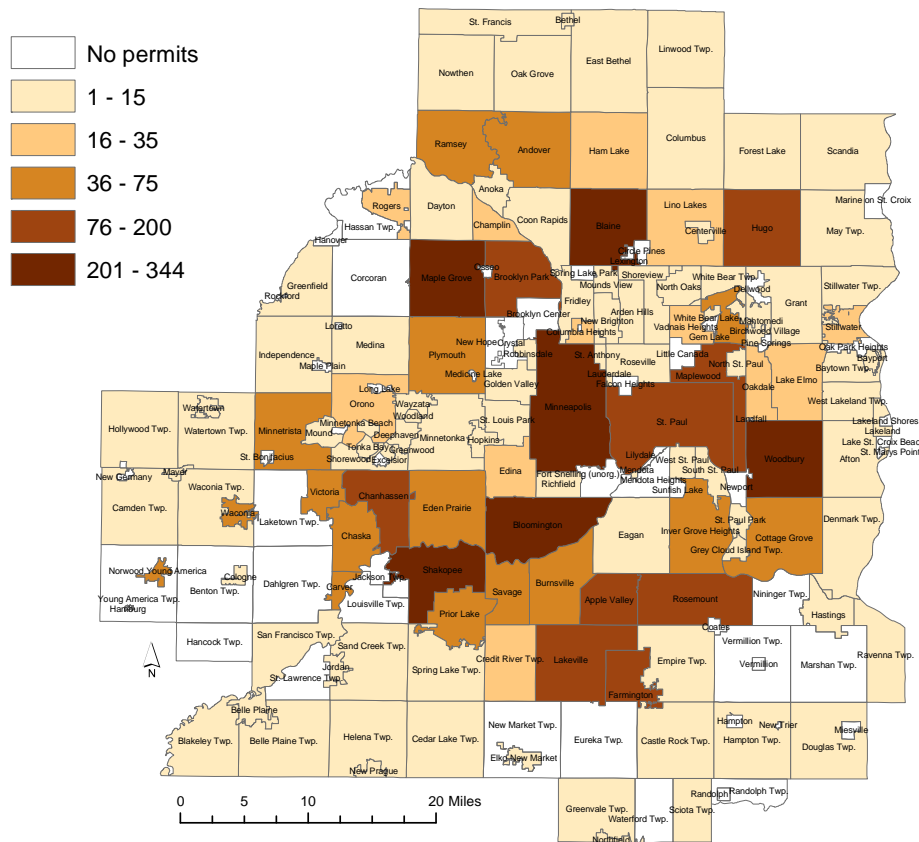 No permits
1 - 15
16 - 35
36 - 75
76 - 200
201 - 344
St. Francis
Bethel
Linwood Twp.
East Bethel
Nowthen
Oak Grove
Columbus
Ramsey
Andover
Ham Lake
Forest Lake
Scandia
Anoka
Rogers
Dayton
Lino Lakes
Marine on St. Croix
Hassan Twp.
Champlin
Coon Rapids
Blaine
Hugo
May Twp.
Centerville
Hanover
Circle Pines
Lexington
Corcoran
Maple Grove
Osseo
Brooklyn Park
Spring Lake Park
Shoreview
White Bear Twp.
Stillwater Twp.
Greenfield
Mounds View
North Oaks
Dellwood
Rockford
Fridley
Grant
Brooklyn Center
Arden Hills
New Brighton
White Bear Lake
Mahtomedi
Stillwater
Loretto
Columbia Heights
Vadnais Heights
Birchwood Village
Medina
New Hope
Crystal
Gem Lake
Pine Springs
Oak Park Heights
Independence
Plymouth
Robbinsdale
St. Anthony
Little Canada
North St. Paul
Bayport
Maple Plain
Medicine Lake
Roseville
Baytown Twp.
Lauderdale
Maplewood
Lake Elmo
Golden Valley
Falcon Heights
Oakdale
Long Lake
West Lakeland Twp.
Watertown
Orono
Wayzata
Minneapolis
Woodland
St. Louis Park
St. Paul
Landfall
Lakeland Shores
Hollywood Twp.
Watertown Twp.
Minnetrista
Minnetonka Beach
Lakeland
Mound
Deephaven
Minnetonka
Hopkins
Lake St. Croix Beach
Tonka Bay
Greenwood
Lilydale
West St. Paul
Woodbury
St. Marys Point
St. Bonifacius
Shorewood
Excelsior
Edina
Mendota
Afton
Mayer
Fort Snelling (unorg.)
South St. Paul
New Germany
Richfield
Mendota Heights
Waconia Twp.
Victoria
Chanhassen
Sunfish Lake
Newport
Camden Twp.
Waconia
Laketown Twp.
Eden Prairie
Bloomington
St. Paul Park
Denmark Twp.
Chaska
Eagan
Inver Grove Heights
Cottage Grove
Grey Cloud Island Twp.
Norwood Young America
Cologne
Jackson Twp.
Shakopee
Benton Twp.
Dahlgren Twp.
Carver
Savage
Burnsville
Nininger Twp.
Young America Twp.
Louisville Twp.
Apple Valley
Rosemount
Hamburg
Prior Lake
Hastings
Coates
Hancock Twp.
San Francisco Twp.
Sand Creek Twp.
Vermillion Twp.
Ravenna Twp.
N
Credit River Twp.
Lakeville
Empire Twp.
Vermillion
Marshan Twp.
Jordan
Spring Lake Twp.
St. Lawrence Twp.
Farmington
Belle Plaine
New Market Twp.
Hampton
New Trier
Miesville
Blakeley Twp.
Belle Plaine Twp.
Helena Twp.
Cedar Lake Twp.
Eureka Twp.
Castle Rock Twp.
Hampton Twp.
Douglas Twp.
Elko New Market
New Prague
Randolph
Randolph Twp.
0 5 10 20 Miles
Greenvale Twp.
Sciota Twp.
Waterford Twp.
Northfield